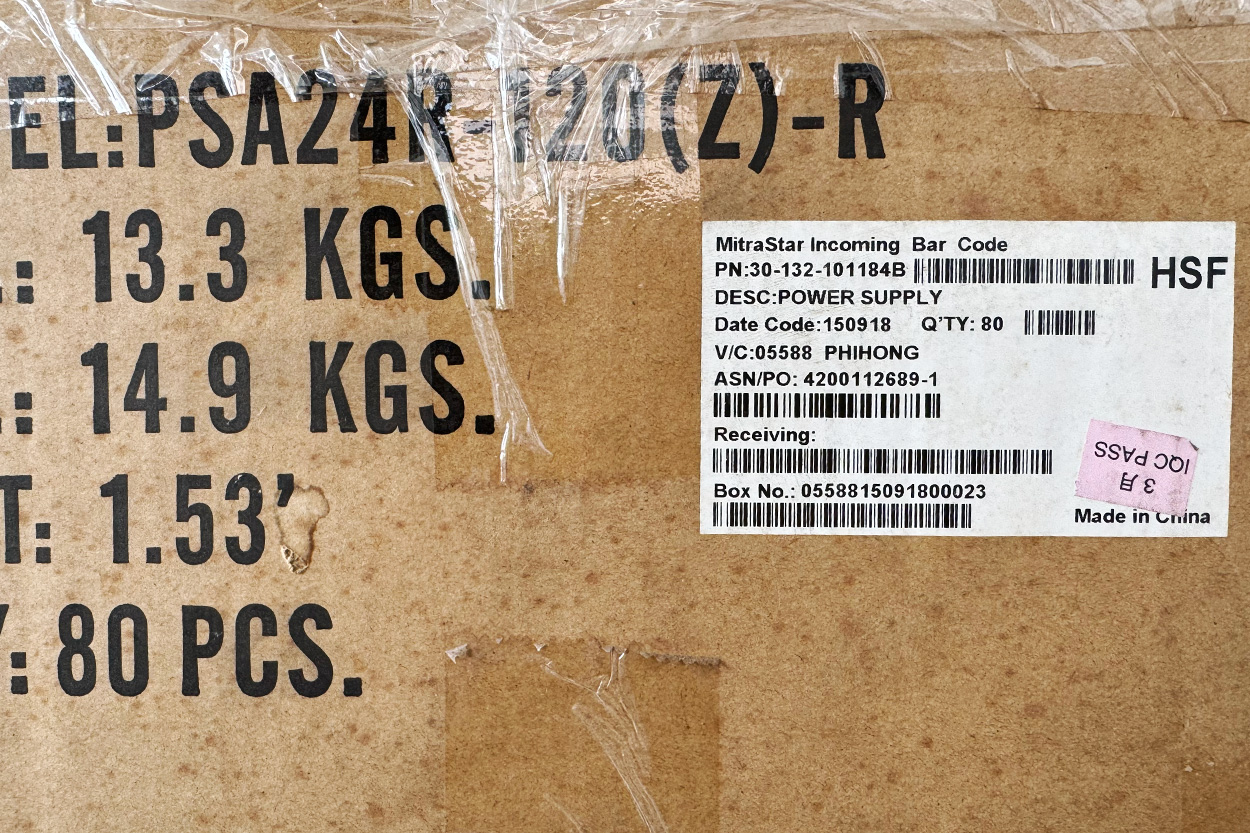 EL:PSA24R-120(Z)-R
.: 13.3 KGS.
.: 14.9 KGS.
T: 1.53’
Y: 80 PCS.
MitraStar Incoming Bar Code
PN:30-132-101184B
HSF
DESC:POWER SUPPLY
Date Code:150918 Q’TY: 80
V/C:05588 PHIHONG
ASN/PO: 4200112689-1
Receiving:
Box No.: 0558815091800023
Made in China
IQC PASS
3月